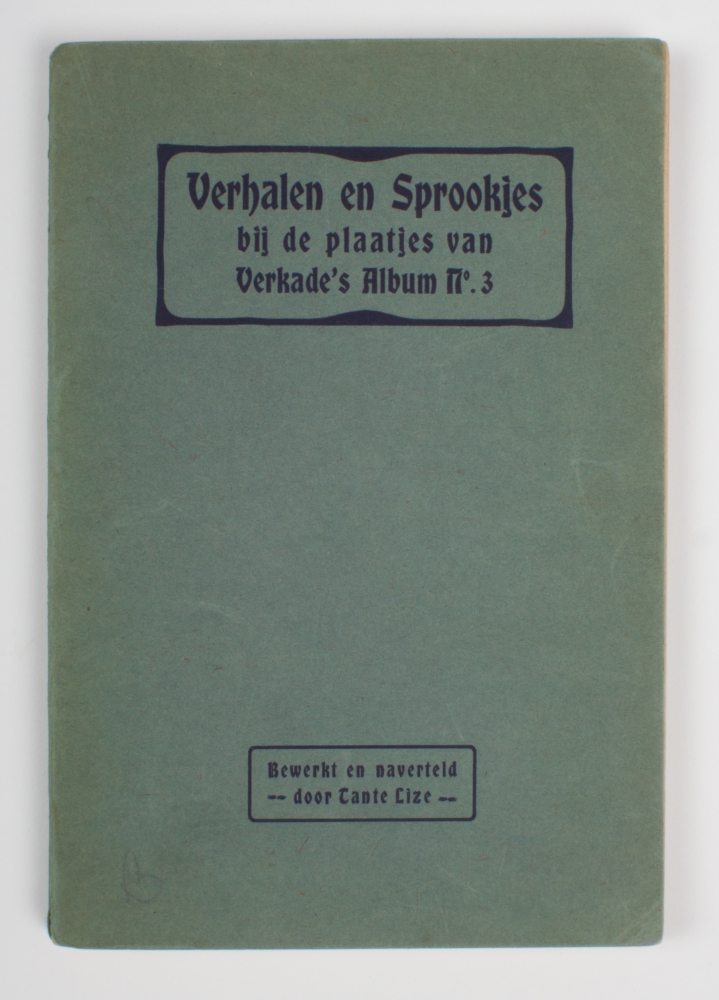 Verhalen en Sprookjes
bij de plaatjes van
Verkade's Album No. 3
Bewerkt en naverteld
-- door Tante Lize --